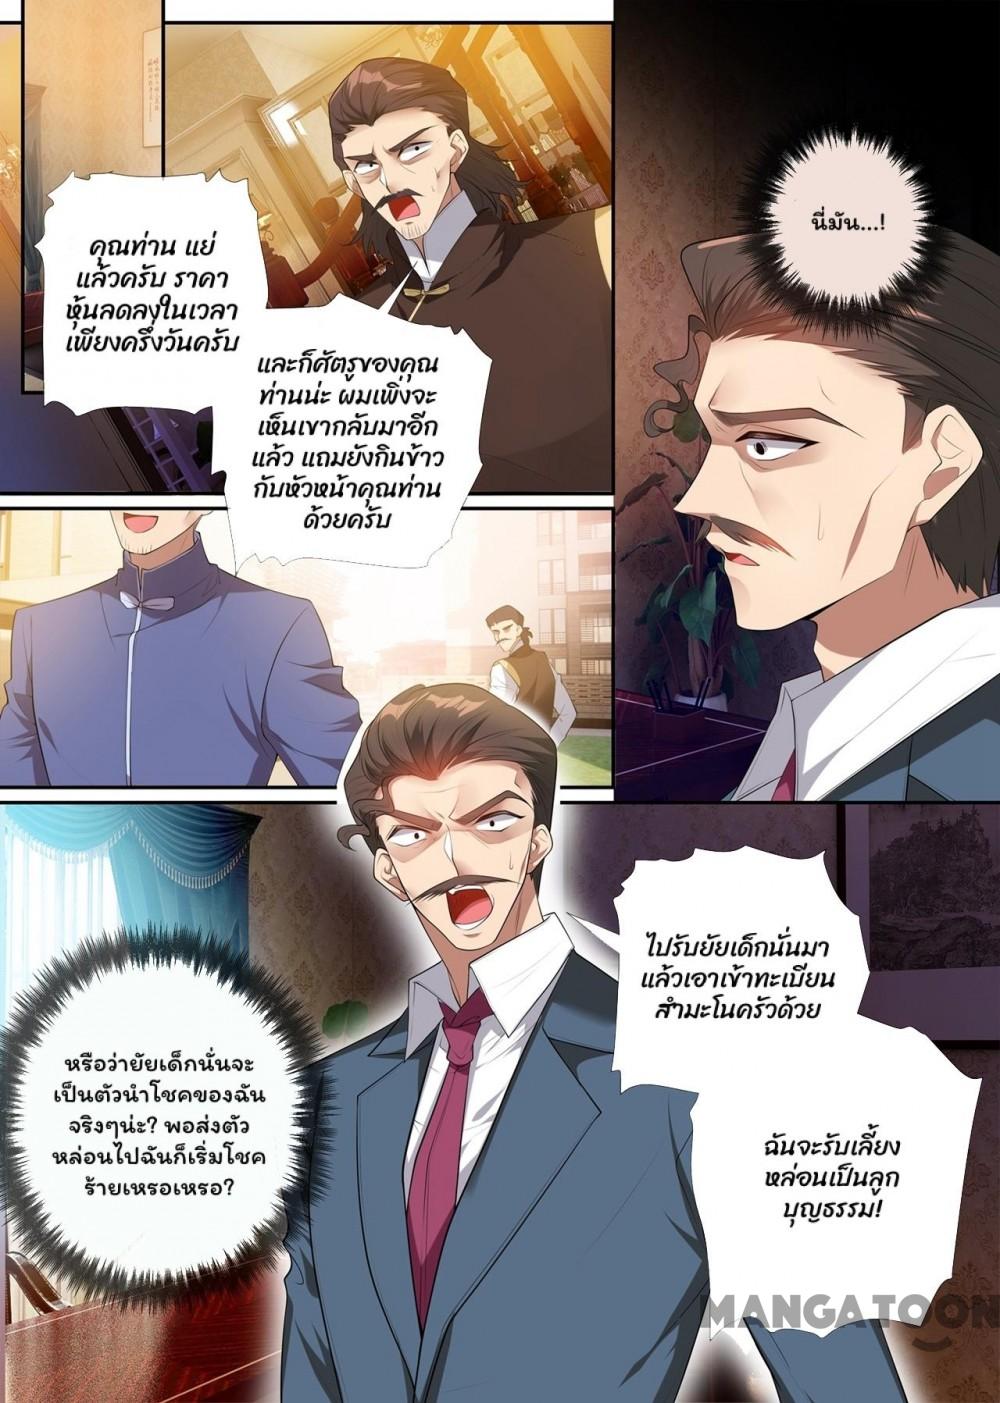 คุณท่าน แย่
แล้วครับ ราคา
หุ้นลดลงในเวลา
เพียงครึ่งวันครับ
และก็ศัตรูของคุณ
ท่านน่ะ ผมเพิ่งจะ
เห็นเขากลับมาอีก
แล้ว แถมยังกินข้าว
กับหัวหน้าคุณท่าน
ด้วยครับ
นี่มัน...!
ไปรับยัยเด็กนั่นมา
แล้วเอาเข้าทะเบียน
สำมะโนครัวด้วย
หรือว่ายัยเด็กนั่นจะ
เป็นตัวนำโชคของฉัน
จริงๆน่ะ? พอส่งตัว
หล่อนไปฉันก็เริ่มโชค
ร้ายเหรอเหรอ?
ฉันจะรับเลี้ยง
หล่อนเป็นลูก
บุญธรรม!
MANGATOON